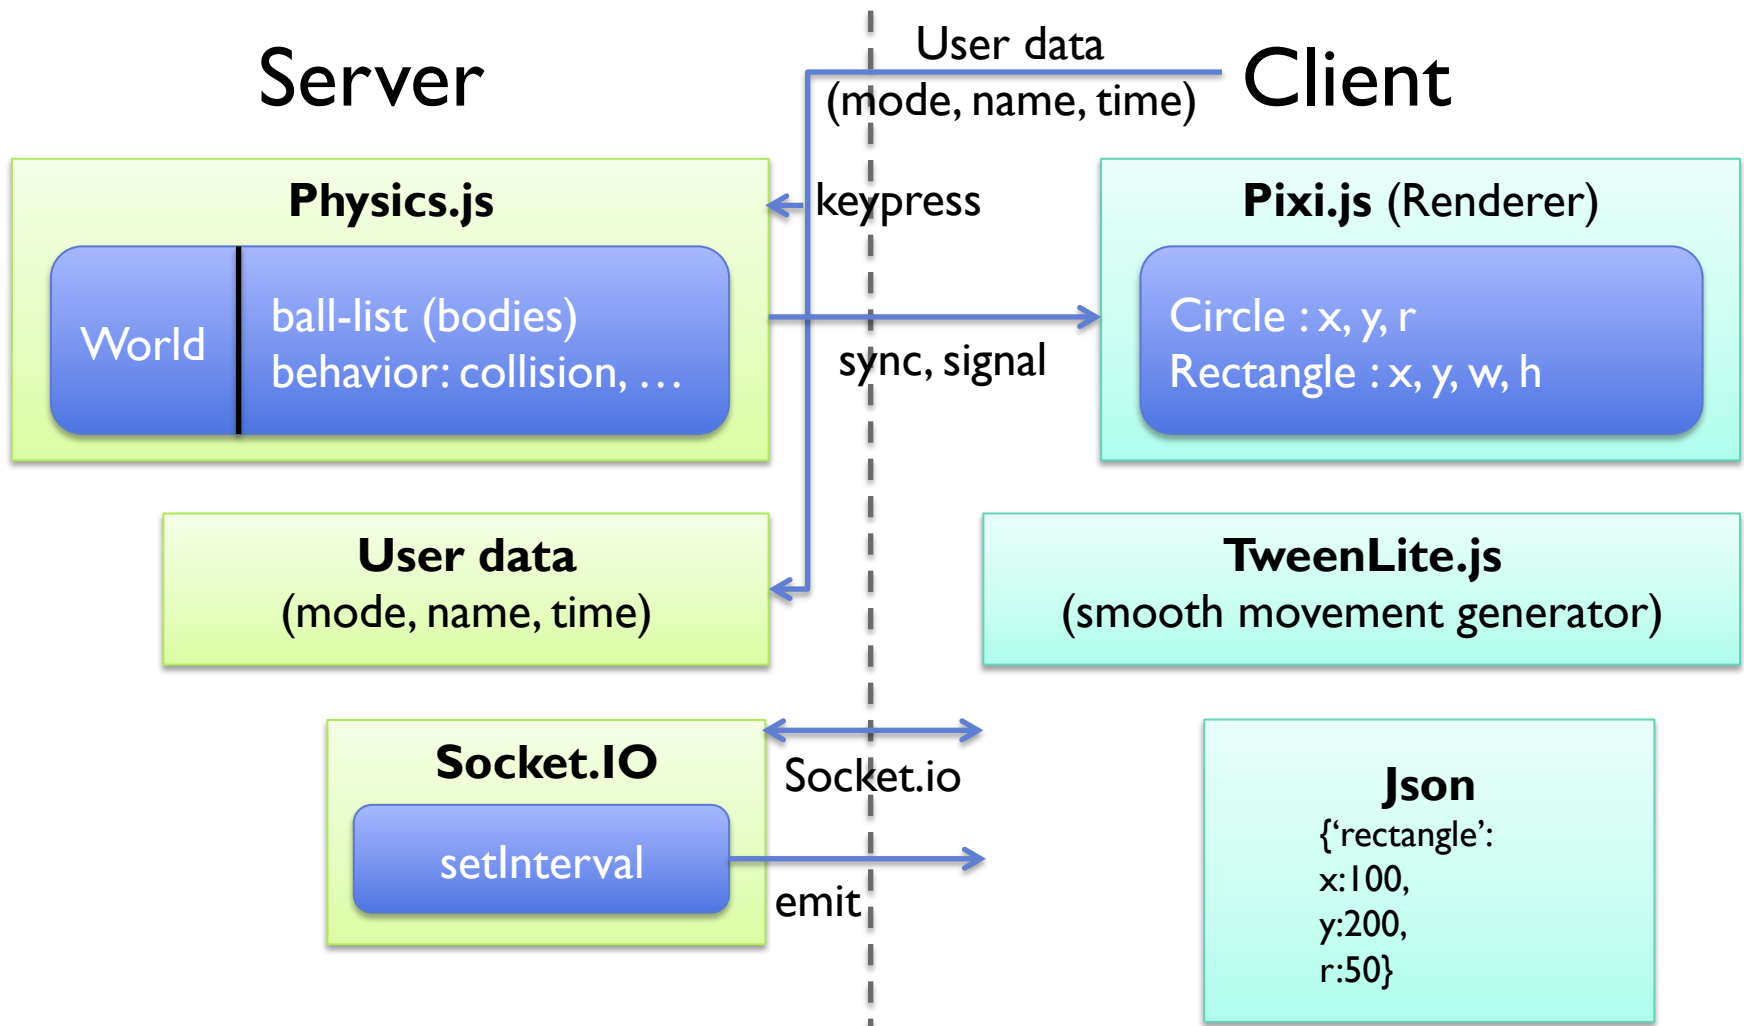 Server
User data
(mode, name, time)
Client
Physics.js
keypress
World
ball-list (bodies)
behavior: collision, …
sync, signal
Pixi.js (Renderer)
Circle : x, y, r
Rectangle : x, y, w, h
User data
(mode, name, time)
TweenLite.js
(smooth movement generator)
Socket.IO
setInterval
Socket.io
emit
Json
{‘rectangle’:
x:100,
y:200,
r:50}